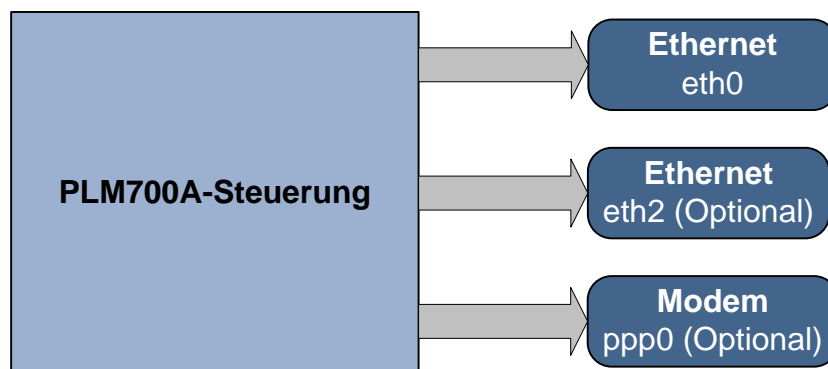 PLM700A-Steuerung
Ethernet
eth0
Ethernet
eth2 (Optional)
Modem
ppp0 (Optional)